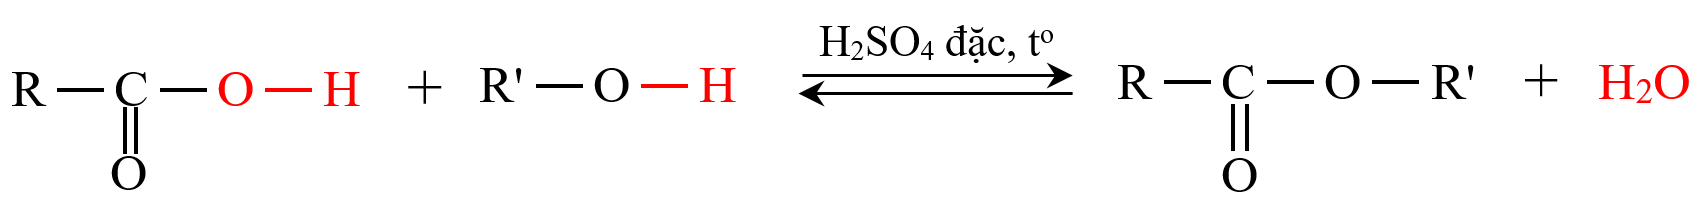 H₂SO₄ đặc, tᵒ
R — C — O — H + R' — O — H ⇄ R — C — O — R' + H₂O
O O